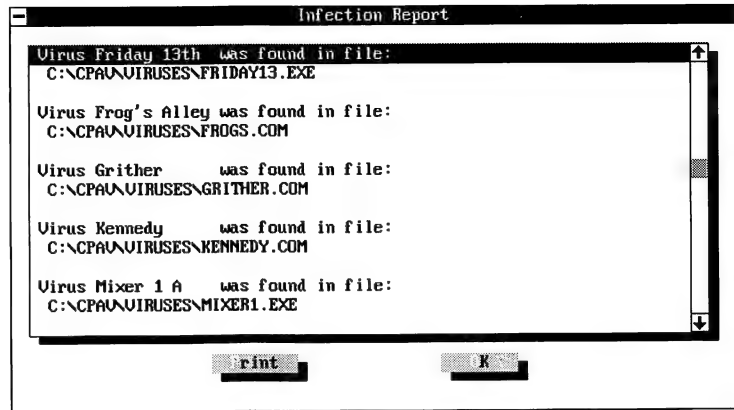 Infection Report
Virus Friday 13th was found in file:
C:\CPAV\VIRUSES\FRIDAY13.EXE
Virus Frog's Alley was found in file:
C:\CPAV\VIRUSES\FROGS.COM
Virus Grither was found in file:
C:\CPAV\VIRUSES\GRITHER.COM
Virus Kennedy was found in file:
C:\CPAV\VIRUSES\KENNEDY.COM
Virus Mixer 1 A was found in file:
C:\CPAV\VIRUSES\MIXER1.EXE
Print
OK